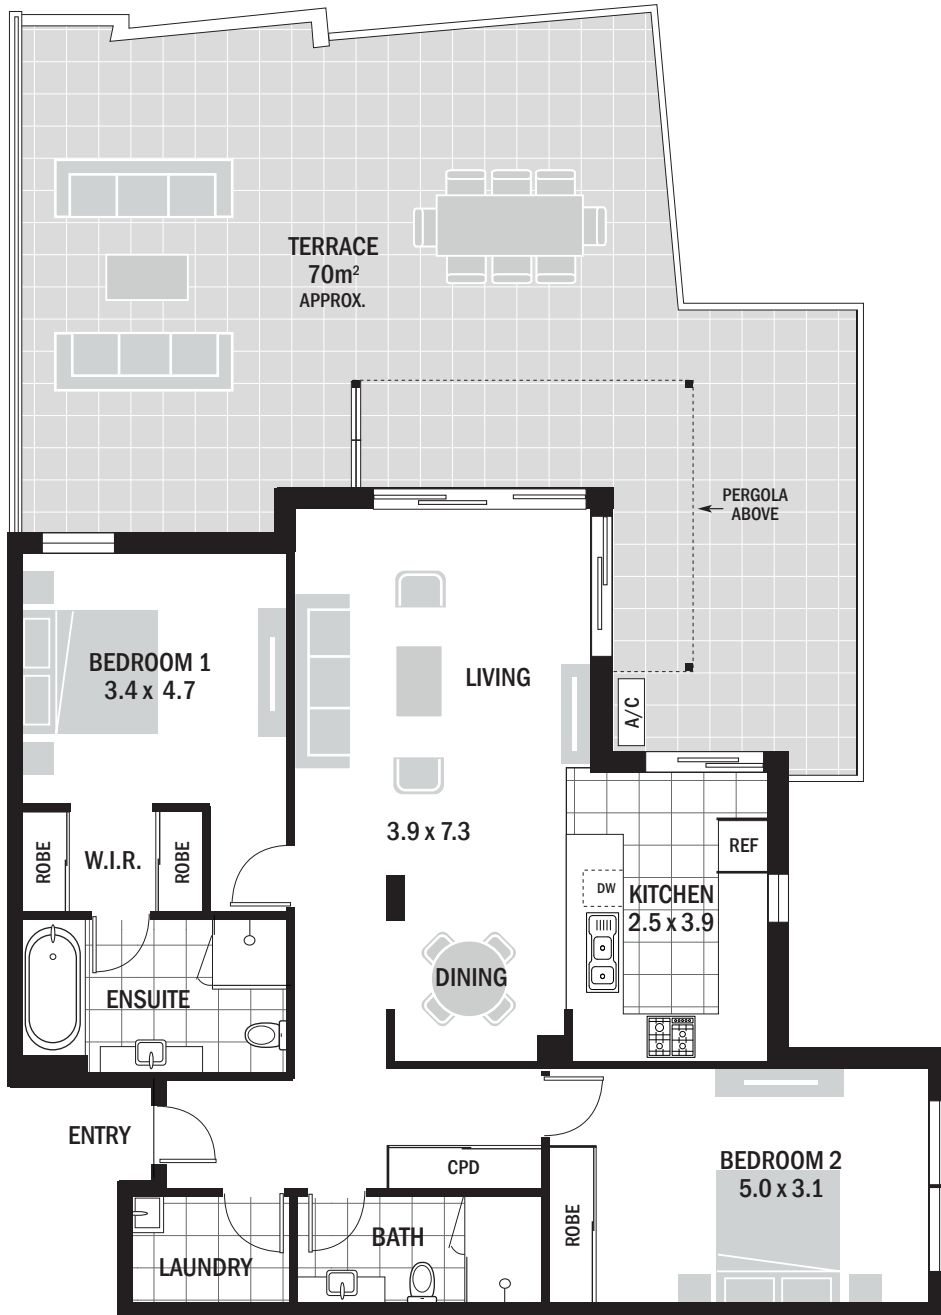 TERRACE
70m²
APPROX.
PERGOLA
ABOVE
BEDROOM 1
3.4 x 4.7
LIVING
A/C
3.9 x 7.3
ROBE
W.I.R.
ROBE
REF
DW
KITCHEN
2.5 x 3.9
DINING
ENSUITE
ENTRY
CPD
BEDROOM 2
5.0 x 3.1
ROBE
BATH
LAUNDRY